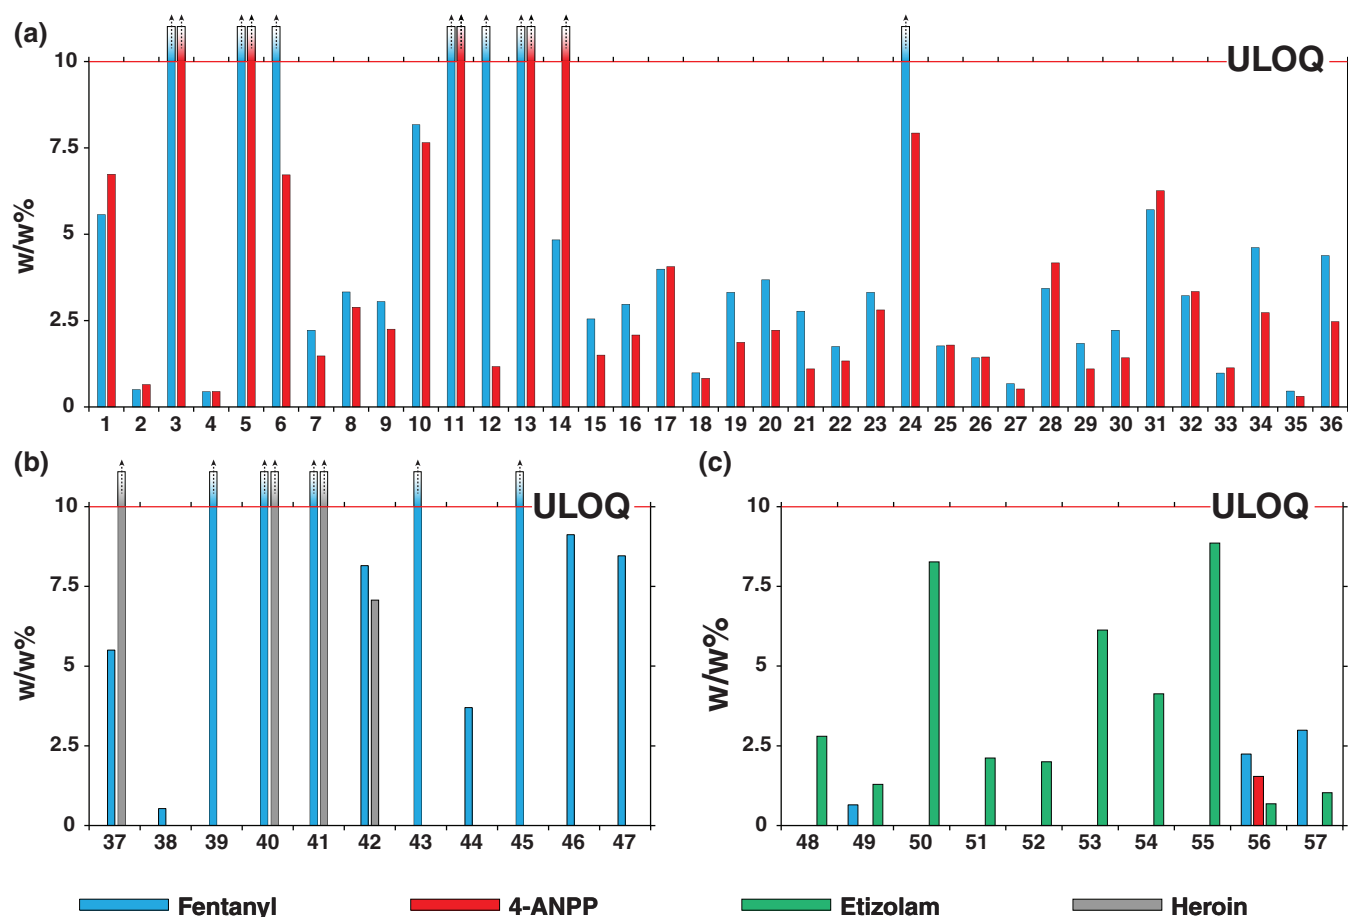 (a)
ULOQ
10
7.5
5
2.5
0
w/w%
1 2 3 4 5 6 7 8 9 10 11 12 13 14 15 16 17 18 19 20 21 22 23 24 25 26 27 28 29 30 31 32 33 34 35 36
(b)
ULOQ
10
7.5
5
2.5
0
w/w%
37 38 39 40 41 42 43 44 45 46 47
(c)
ULOQ
10
7.5
5
2.5
0
w/w%
48 49 50 51 52 53 54 55 56 57
Fentanyl 4-ANPP Etizolam Heroin